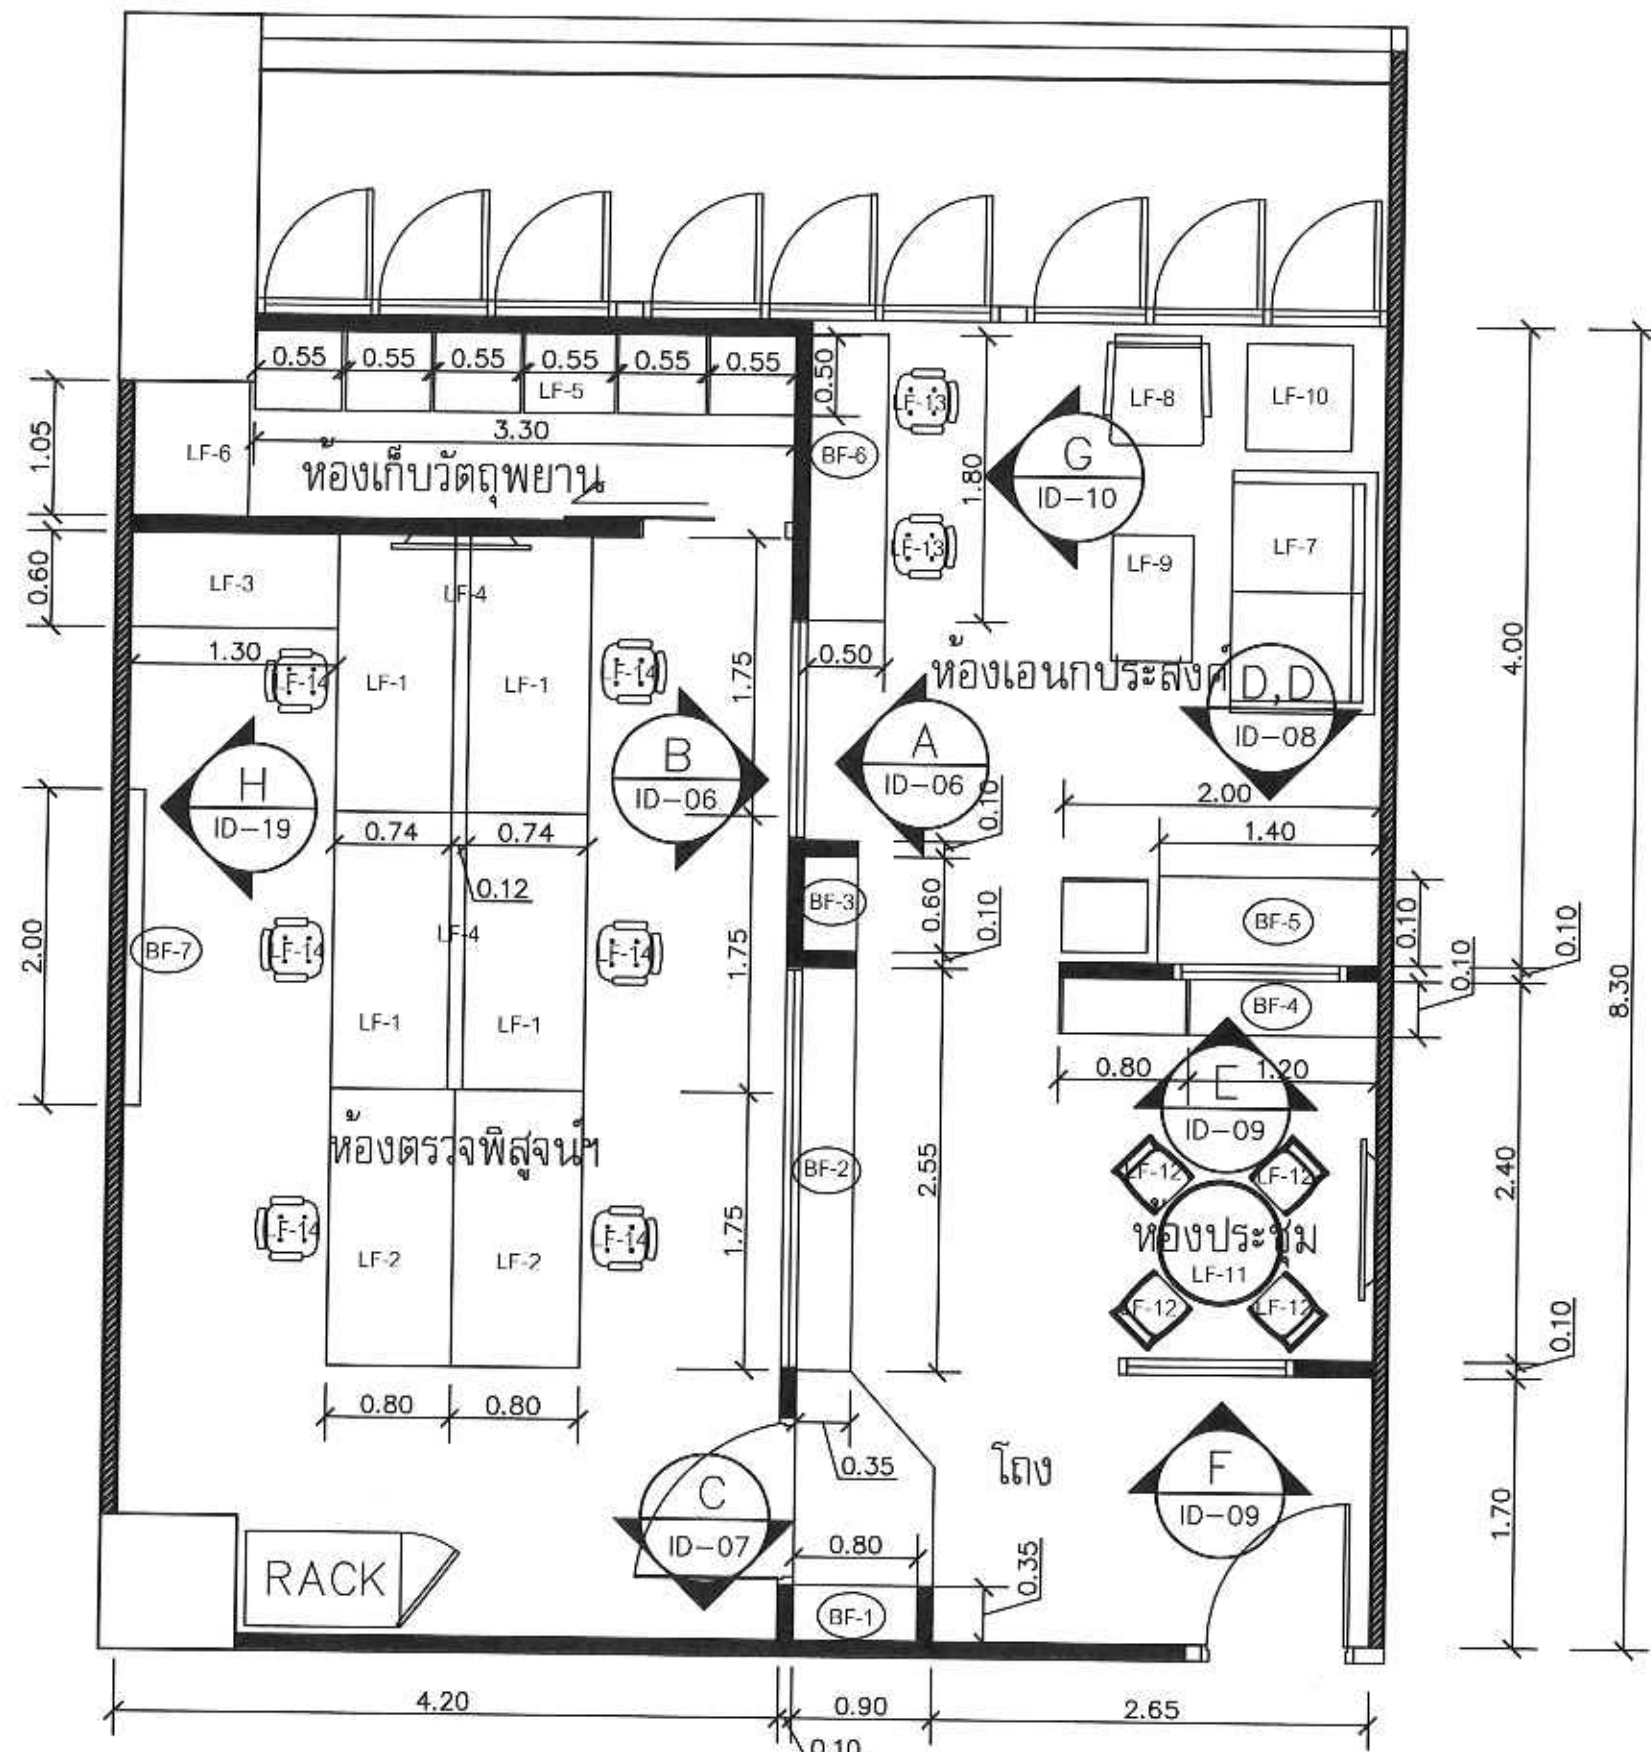 0.55 0.55 0.55 0.55 0.55 0.55
LF-5
3.30
0.50
LF-13
LF-8
LF-10
1.05
LF-6
ห้องเก็บวัตถุพยาน
BF-6
1.80
G
ID-10
LF-13
LF-9
LF-7
0.60
LF-3
LF-4
4.00
8.30
1.30
LF-14
LF-1
LF-1
LF-14
1.75
0.50
ห้องเอนกประสงค์
D,D
ID-08
H
ID-19
B
ID-06
A
ID-06
0.10
2.00
1.40
0.74 0.74
0.12
2.00
BF-7
LF-14
LF-4
LF-14
1.75
BF-3
0.60
0.10
BF-5
0.10
0.10
0.10
BF-4
LF-1
LF-1
0.80
1.20
E
ID-09
ห้องตรวจพิสูจน์ฯ
BF-2
2.55
LF-12
LF-12
2.40
ห้องประชุม
LF-11
LF-14
LF-2
LF-2
LF-14
1.75
LF-12
LF-12
0.10
0.80 0.80
0.35
โถง
F
ID-09
1.70
C
ID-07
0.80
0.35
RACK
BF-1
4.20
0.90
2.65
0.10